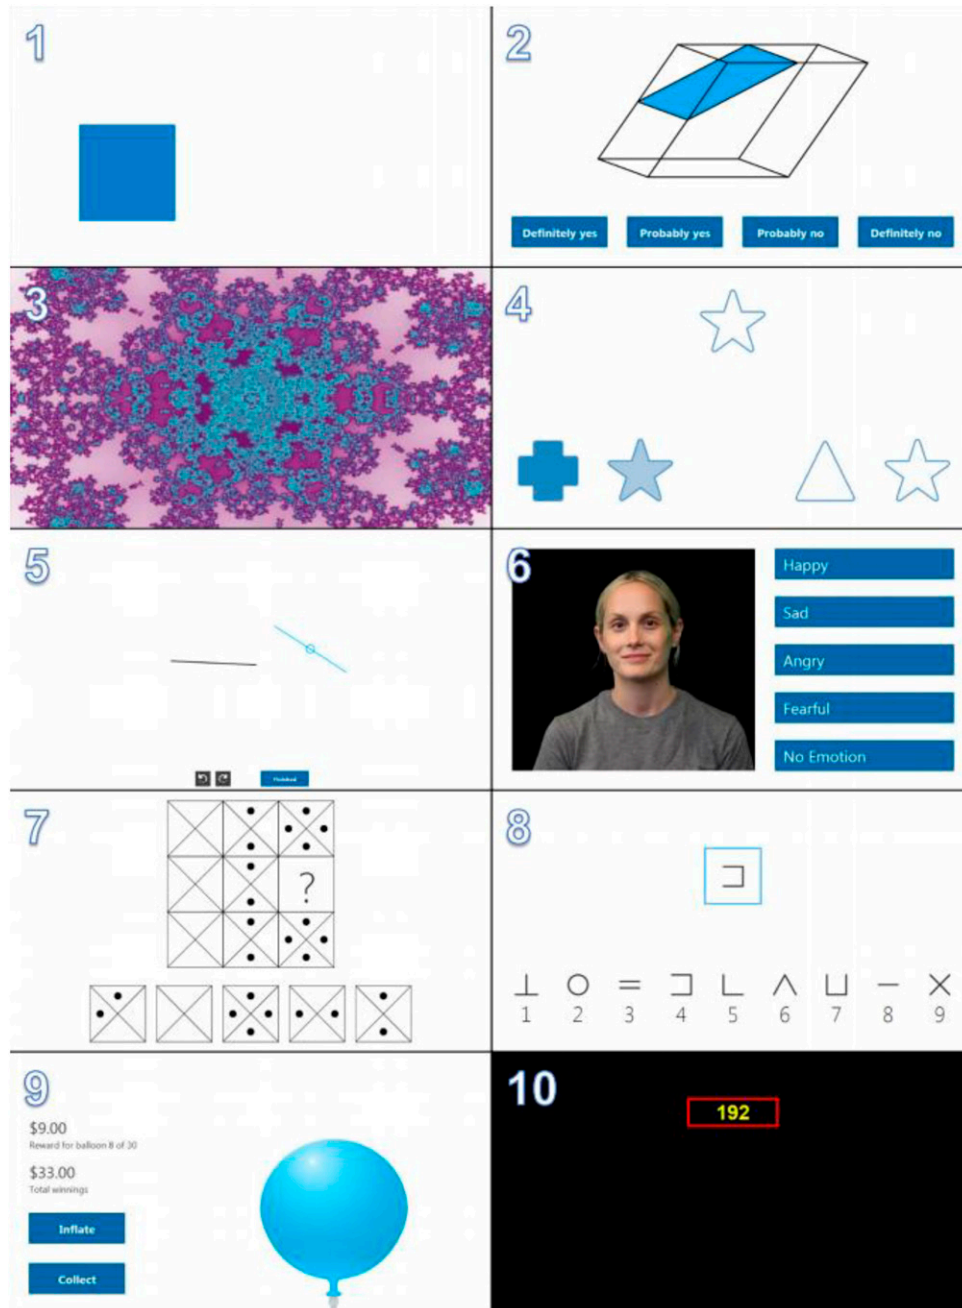 1
2
Definitely yes
Probably yes
Probably no
Definitely no
3
4
5
Finished
6
Happy
Sad
Angry
Fearful
No Emotion
7
?
8
1 2 3 4 5 6 7 8 9
9
$9.00
Reward for balloon 8 of 30
$33.00
Total winnings
Inflate
Collect
10
192